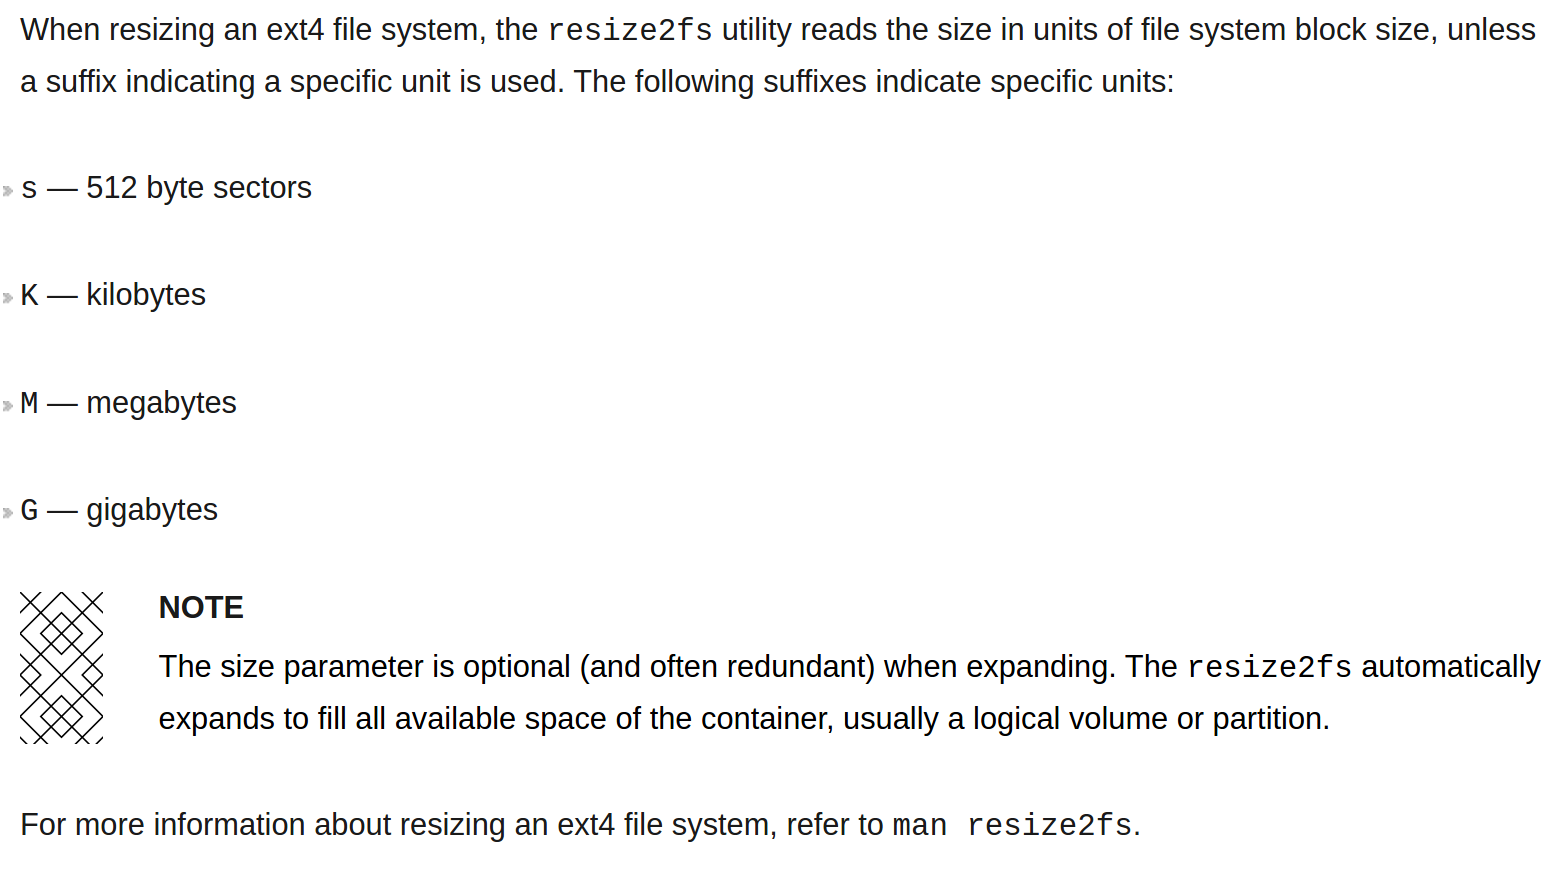 When resizing an ext4 file system, the resize2fs utility reads the size in units of file system block size, unless
a suffix indicating a specific unit is used. The following suffixes indicate specific units:
s — 512 byte sectors
K — kilobytes
M — megabytes
G — gigabytes
NOTE
The size parameter is optional (and often redundant) when expanding. The resize2fs automatically
expands to fill all available space of the container, usually a logical volume or partition.
For more information about resizing an ext4 file system, refer to man resize2fs.